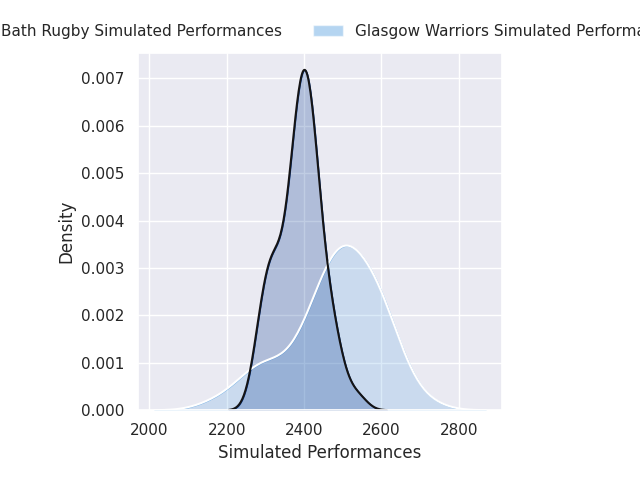 Bath Rugby Simulated Performances
Glasgow Warriors Simulated Performa
0.007
0.006
0.005
0.004
0.003
0.002
0.001
0.000
Density
2000 2200 2400 2600 2800
Simulated Performances